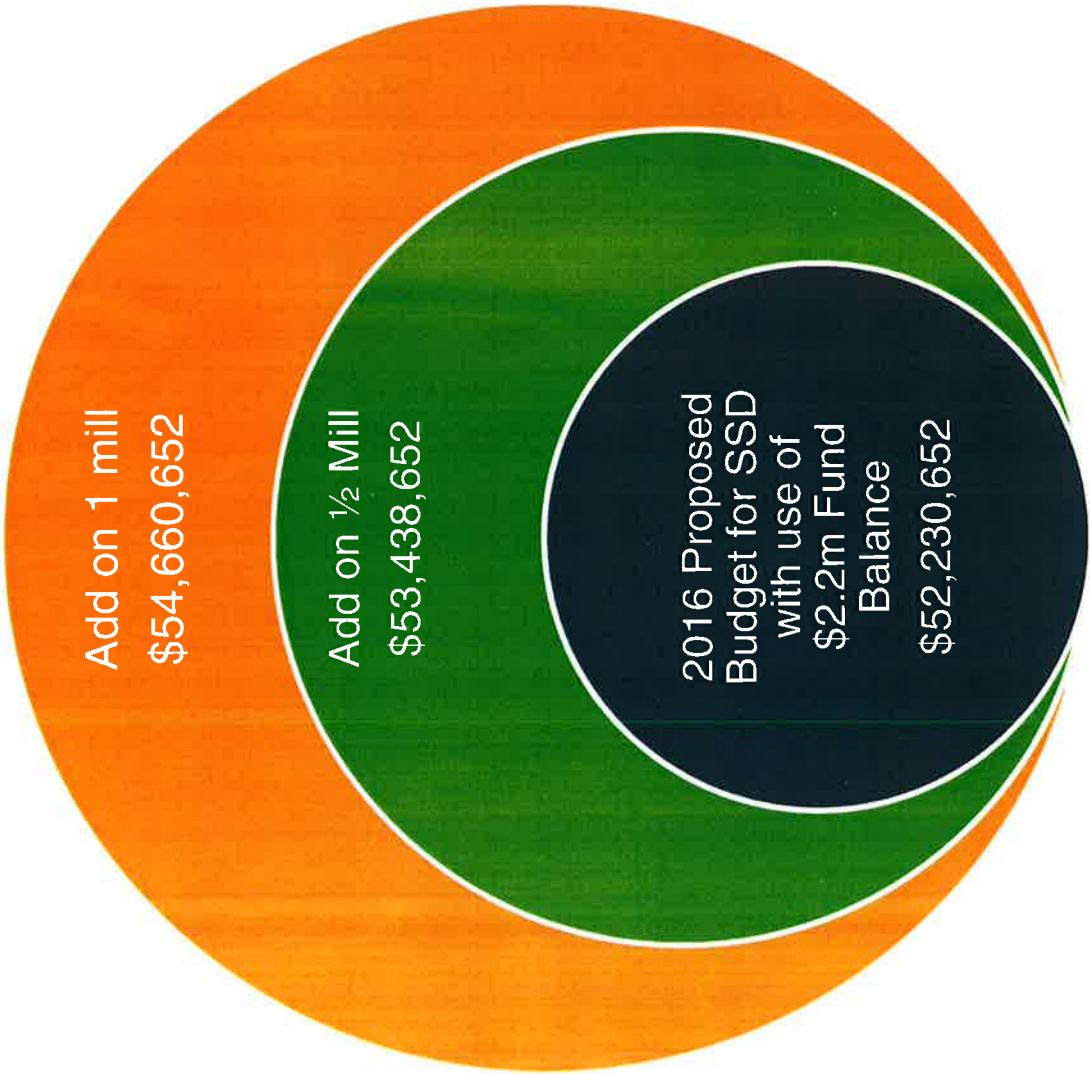 Add on 1 mill
$54,660,652
Add on ½ Mill
$53,438,652
2016 Proposed
Budget for SSD
with use of
$2.2m Fund
Balance
$52,230,652